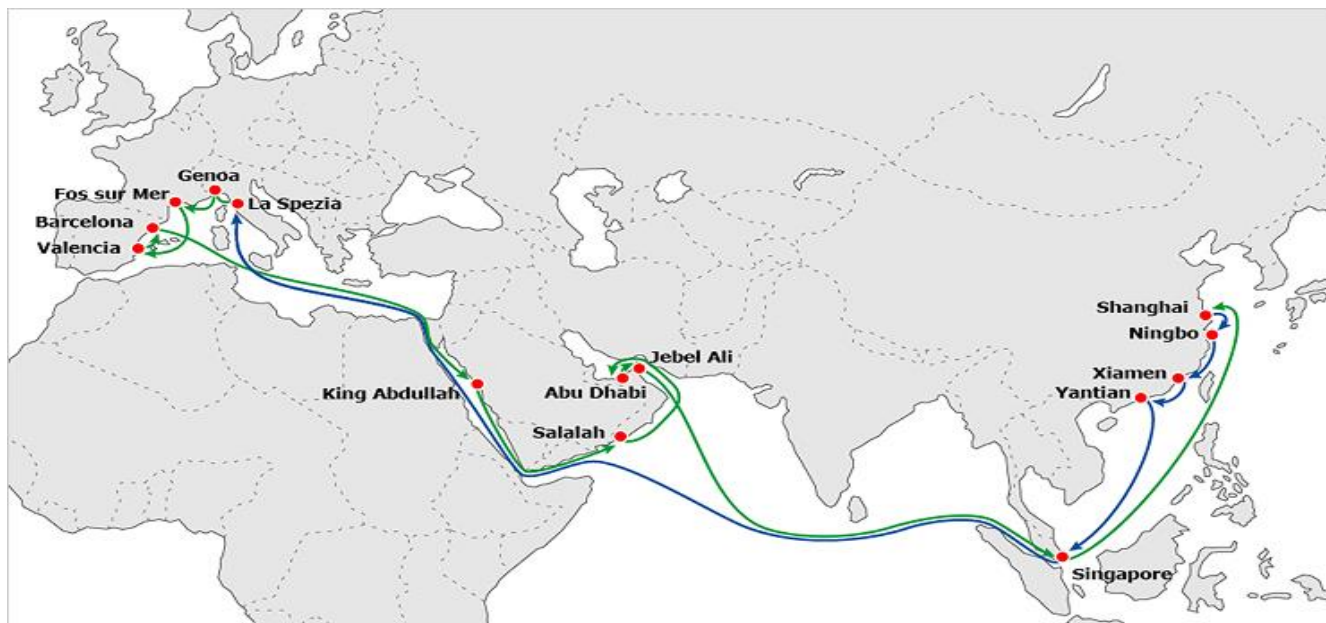 Genoa
Fos sur Mer
La Spezia
Barcelona
Valencia
Shanghai
Ningbo
Jebel Ali
Xiamen
King Abdullah
Abu Dhabi
Yantian
Salalah
Singapore